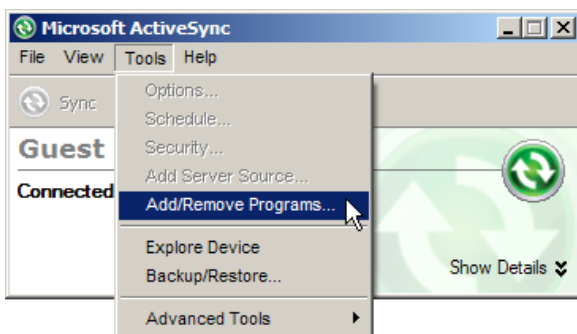 Microsoft ActiveSync
File View Tools Help
Sync
Options...
Schedule...
Security...
Add Server Source...
Add/Remove Programs...
Explore Device
Backup/Restore...
Advanced Tools
Guest
Connected
Show Details